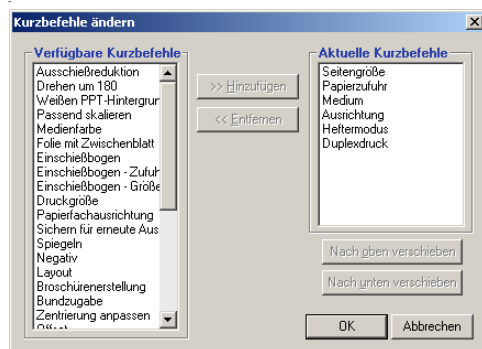 Kurzbefehle ändern
Verfügbare Kurzbefehle
Ausschießreduktion
Drehen um 180
Weißen PPT-Hintergrun
Passend skalieren
Medienfarbe
Folie mit Zwischenblatt
Einschießbogen
Einschießbogen - Zufuh
Einschießbogen - Größe
Druckgröße
Papierfachausrichtung
Sichern für erneute Aus
Spiegeln
Negativ
Layout
Broschürenerstellung
Bundzugabe
Zentrierung anpassen
>> Hinzufügen
<< Entfernen
Aktuelle Kurzbefehle
Seitengröße
Papierzufuhr
Medium
Ausrichtung
Heftermodus
Duplexdruck
Nach oben verschieben
Nach unten verschieben
OK
Abbrechen